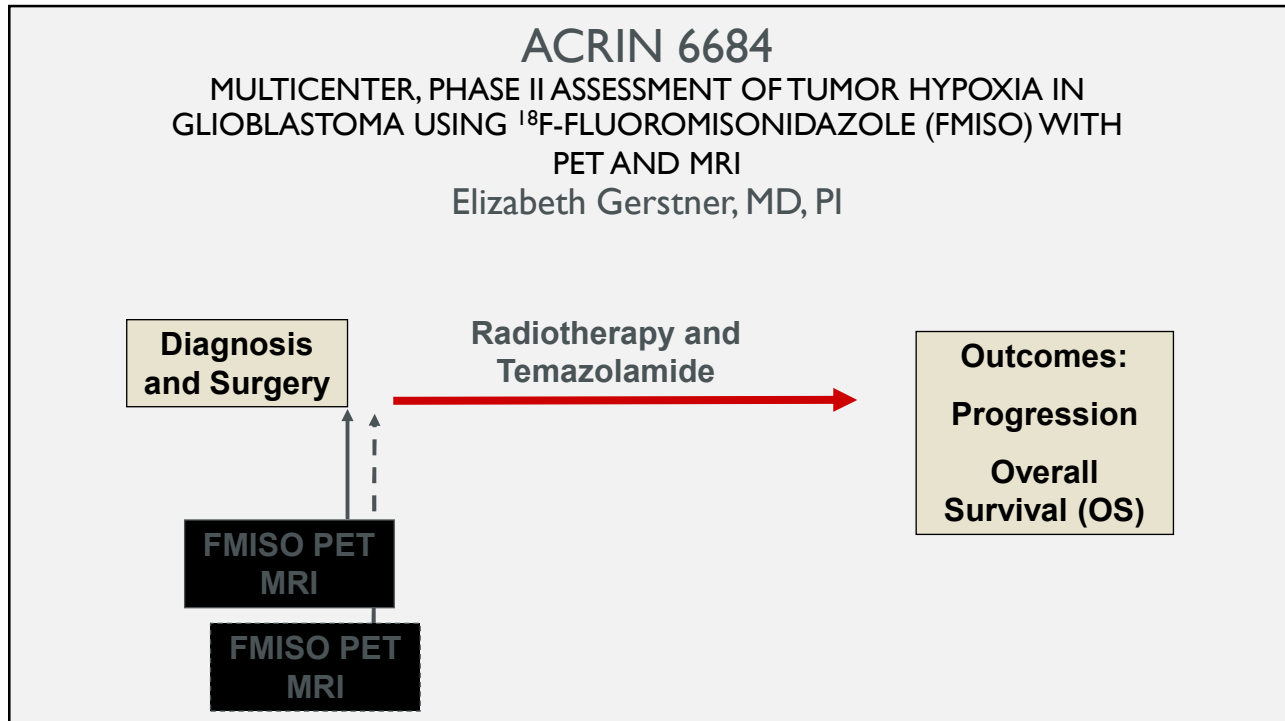 ACRIN 6684
MULTICENTER, PHASE II ASSESSMENT OF TUMOR HYPOXIA IN
GLIOBLASTOMA USING ¹⁸F-FLUOROMISONIDAZOLE (FMISO) WITH
PET AND MRI
Elizabeth Gerstner, MD, PI
Diagnosis
and Surgery
Radiotherapy and
Temazolamide
Outcomes:
Progression
Overall
Survival (OS)
FMISO PET
MRI
FMISO PET
MRI